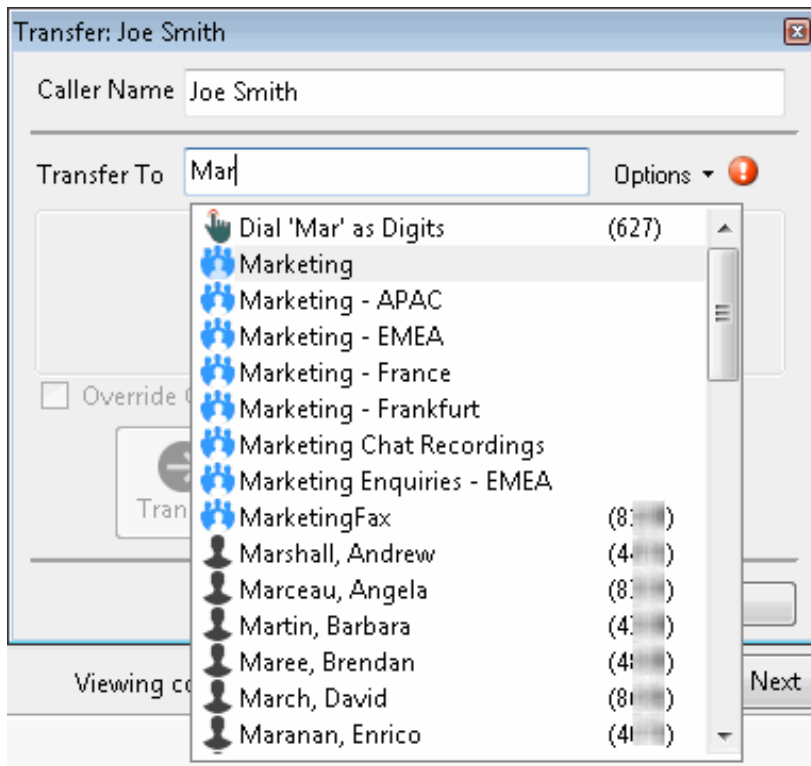 Transfer: Joe Smith
Caller Name Joe Smith
Transfer To Mar Options
Dial 'Mar' as Digits (627)
Marketing
Marketing - APAC
Marketing - EMEA
Marketing - France
Override
Marketing - Frankfurt
Marketing Chat Recordings
Marketing Enquiries - EMEA
MarketingFax
Marshall, Andrew
Marceau, Angela
Martin, Barbara
Maree, Brendan
Viewing
Next
March, David
Maranan, Enrico